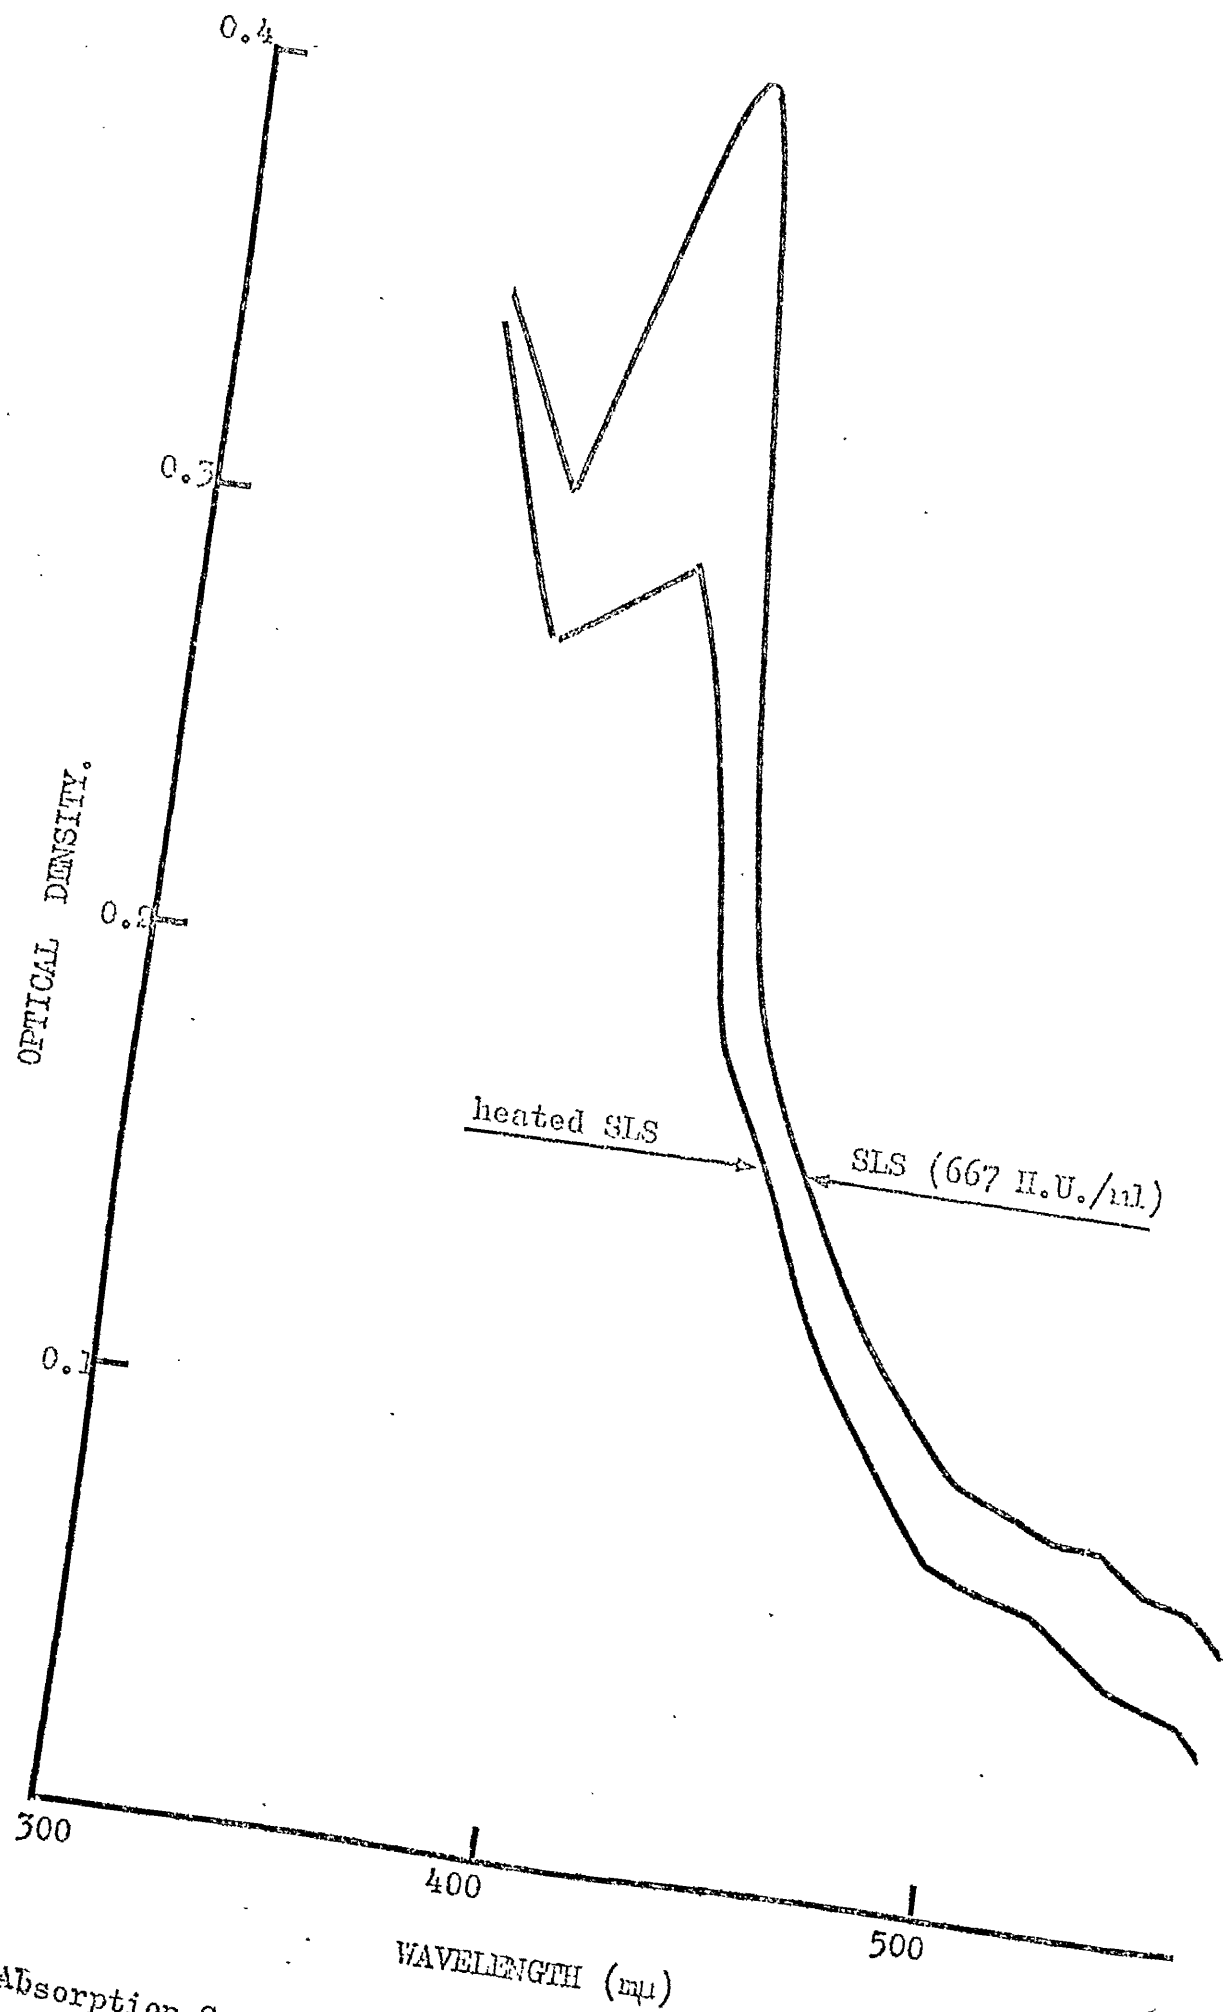 0.4
0.3
0.2
0.1
OPTICAL DENSITY.
heated SLS
SLS (667 H.U./ml)
300
400
500
WAVELENGTH (mµ)
Absorption